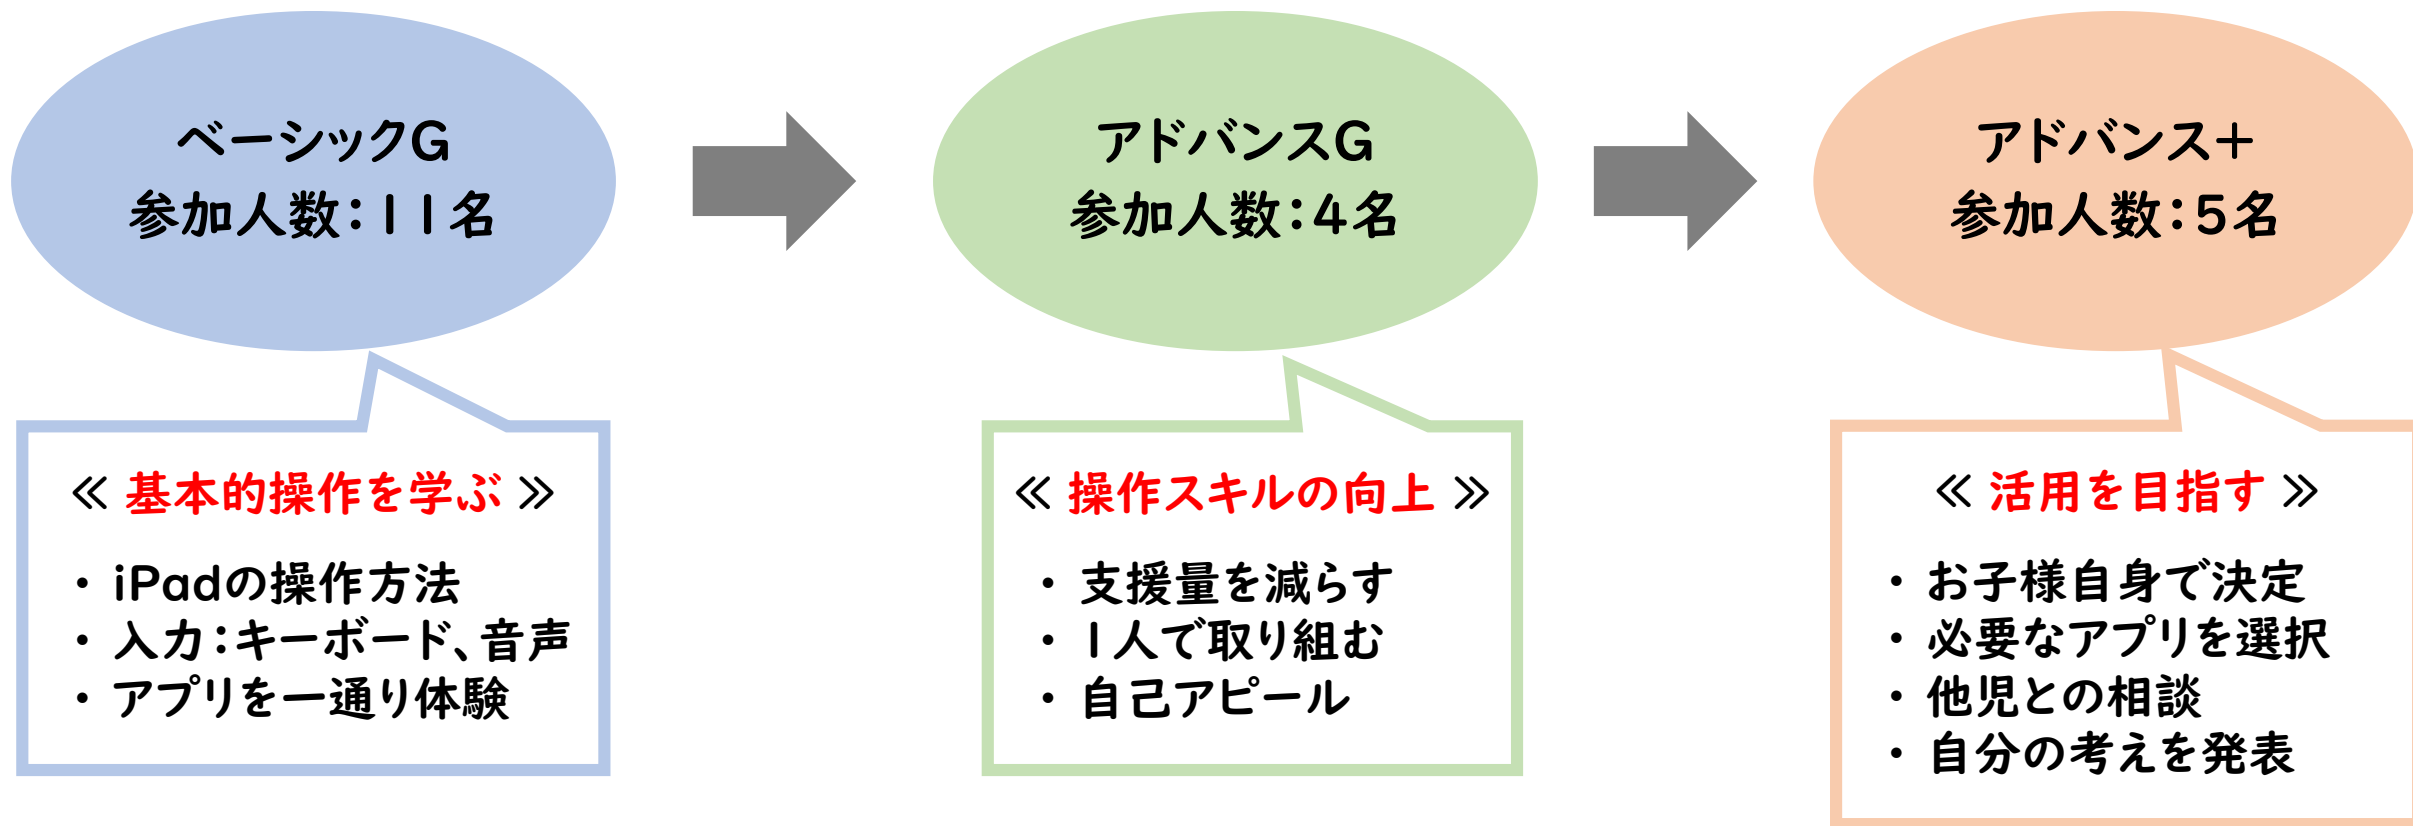 ベーシックG
参加人数：11名
アドバンスG
参加人数：4名
アドバンス＋
参加人数：5名
≪ 基本的操作を学ぶ ≫
・ iPadの操作方法
・ 入力：キーボード、音声
・ アプリを一通り体験
≪ 操作スキルの向上 ≫
・ 支援量を減らす
・ 1人で取り組む
・ 自己アピール
≪ 活用を目指す ≫
・ お子様自身で決定
・ 必要なアプリを選択
・ 他児との相談
・ 自分の考えを発表